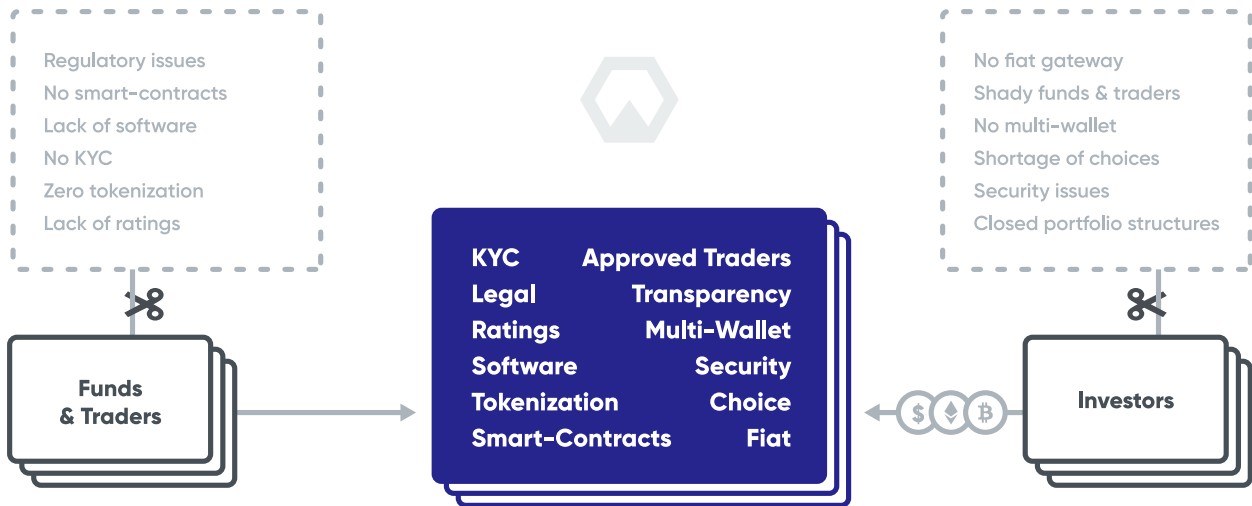 Regulatory issues
No smart-contracts
Lack of software
No KYC
Zero tokenization
Lack of ratings
No fiat gateway
Shady funds & traders
No multi-wallet
Shortage of choices
Security issues
Closed portfolio structures
KYC Approved Traders
Legal Transparency
Ratings Multi-Wallet
Software Security
Tokenization Choice
Smart-Contracts Fiat
Funds
& Traders
$
₿
Investors